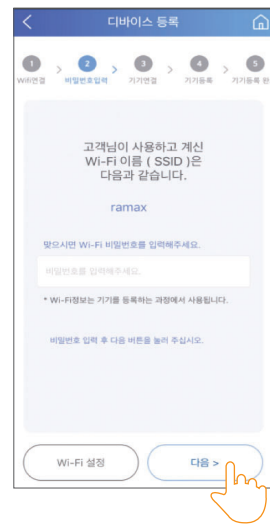 디바이스 등록
1 > 2 > 3 > 4 > 5
Wifi연결 비밀번호입력 기기연결 기기등록 기기등록 완
고객님이 사용하고 계신
Wi-Fi 이름 ( SSID )은
다음과 같습니다.
ramax
맞으시면 Wi-Fi 비밀번호를 입력해주세요.
비밀번호를 입력해주세요.
* Wi-Fi정보는 기기를 등록하는 과정에서 사용됩니다.
비밀번호 입력 후 다음 버튼을 눌러 주십시오.
Wi-Fi 설정 다음 >